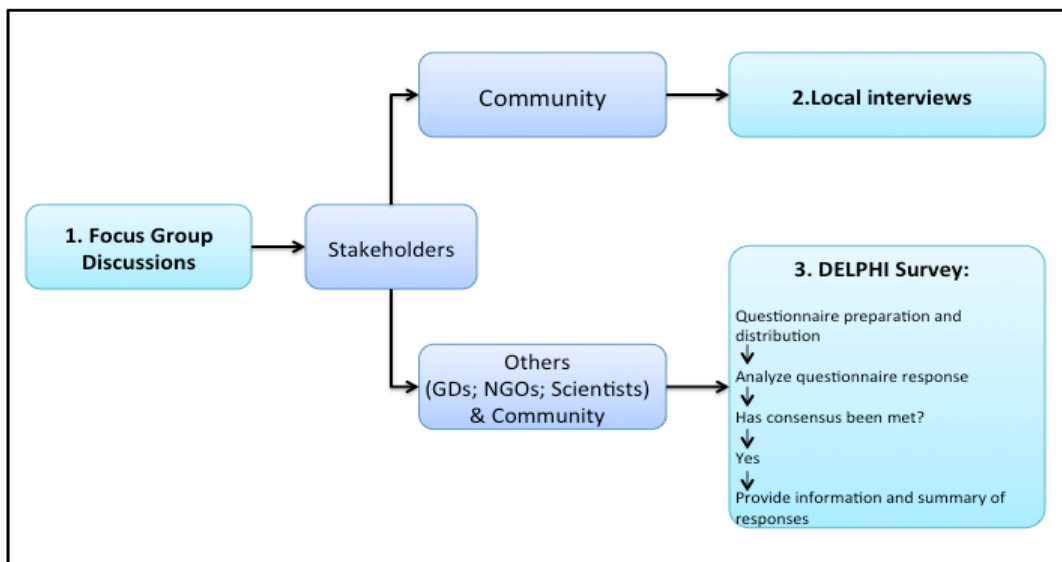 1. Focus Group
Discussions
Stakeholders
Community
2.Local interviews
Others
(GDs; NGOs; Scientists)
& Community
3. DELPHI Survey:
Questionnaire preparation and
distribution
Analyze questionnaire response
Has consensus been met?
Yes
Provide information and summary of
responses